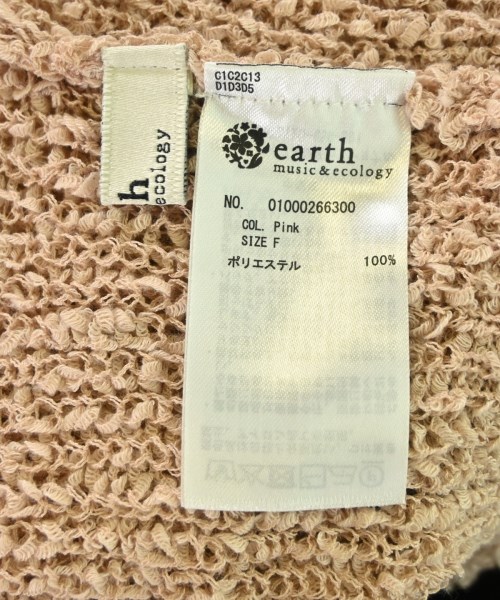 C1C2C13
D1D3D5
earth
music&ecology
NO. 01000266300
COL. Pink
SIZE F
ポリエステル 100%
h
ecology